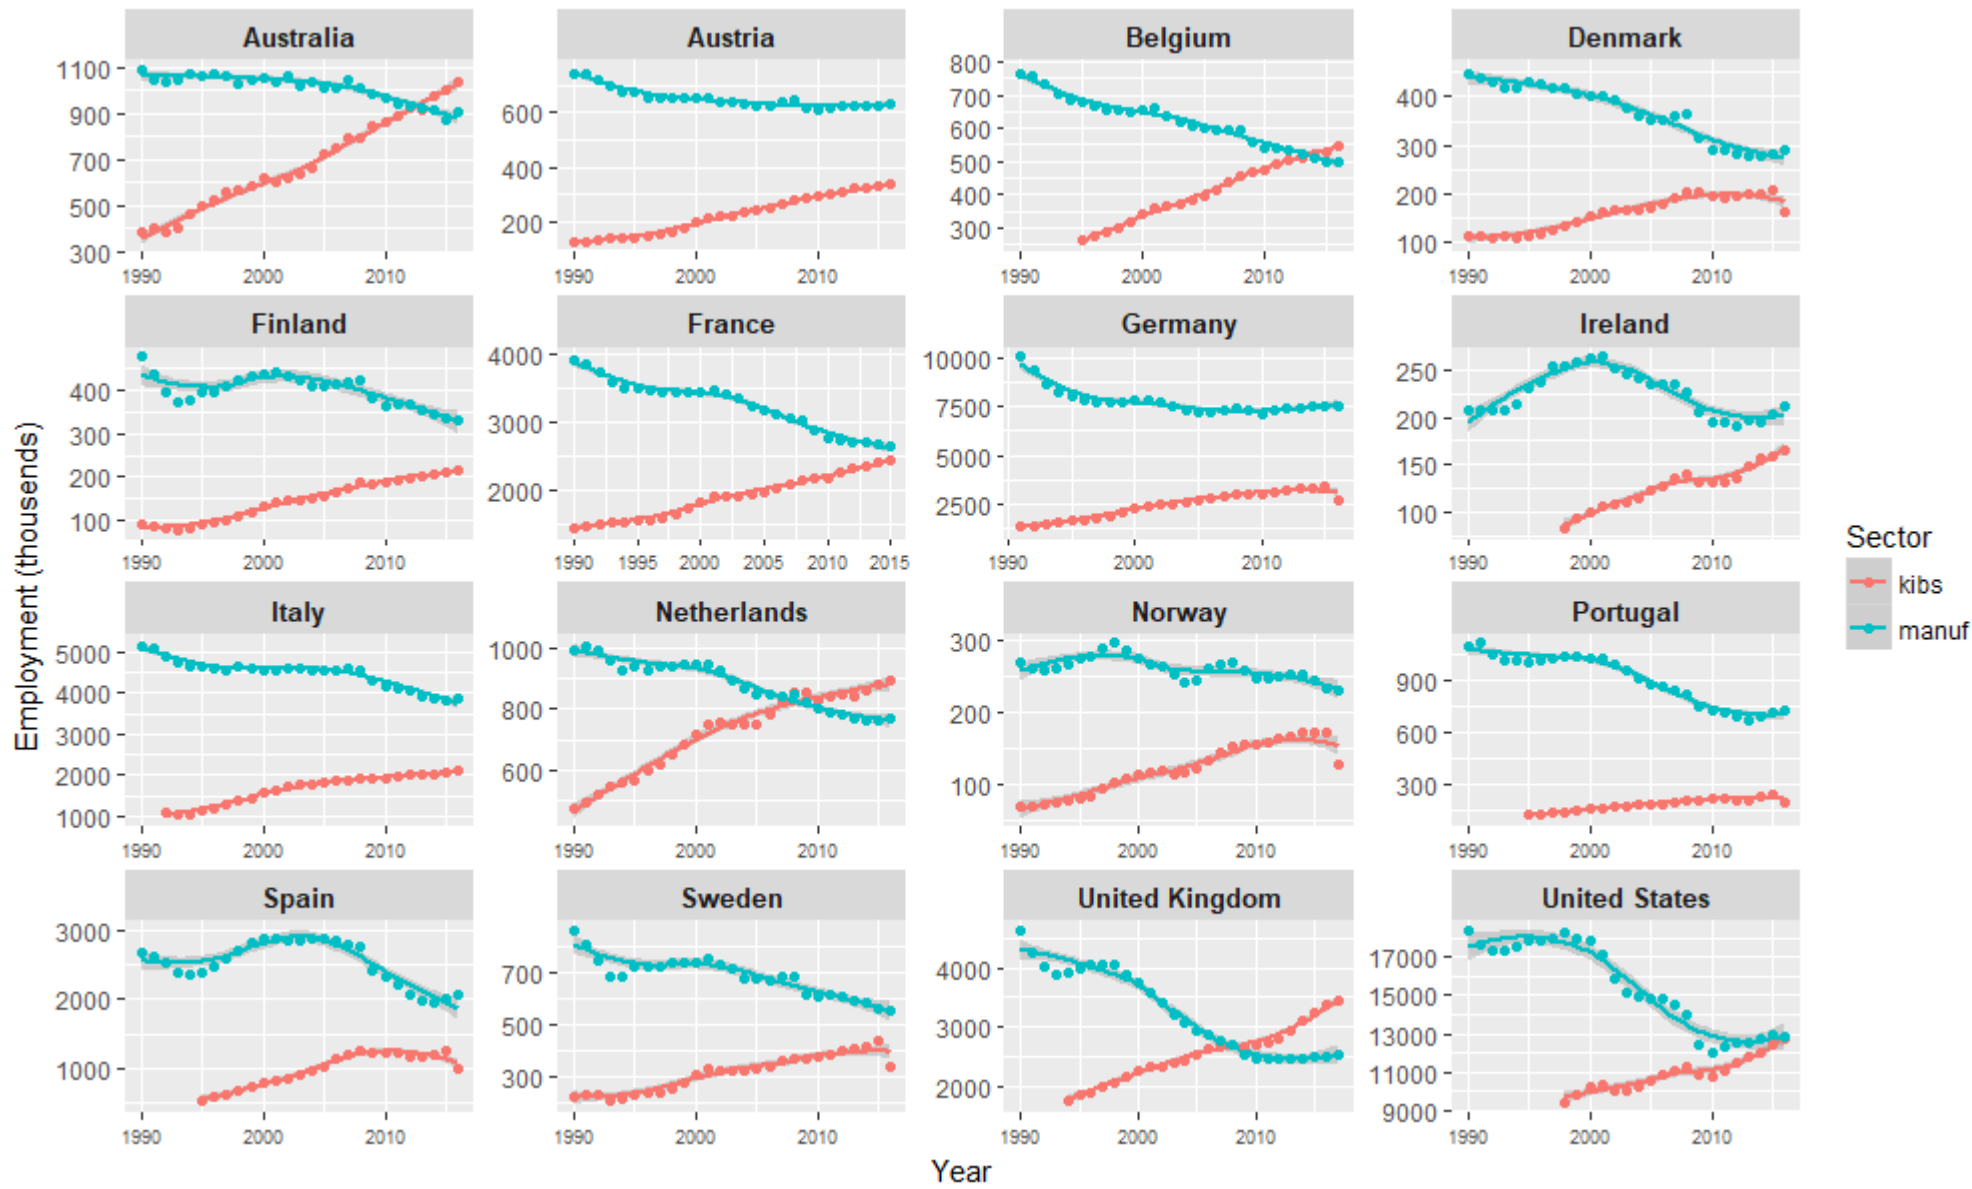 Australia Austria Belgium Denmark
1100
900
700
500
300
1990 2000 2010
600
400
200
1990 2000 2010
800
700
600
500
400
300
1990 2000 2010
400
300
200
100
1990 2000 2010
Finland France Germany Ireland
400
300
200
100
1990 2000 2010
4000
3000
2000
1990 1995 2000 2005 2010 2015
10000
7500
5000
2500
1990 2000 2010
250
200
150
100
1990 2000 2010
Italy Netherlands Norway Portugal
5000
4000
3000
2000
1000
1990 2000 2010
1000
800
600
1990 2000 2010
300
200
100
1990 2000 2010
900
600
300
1990 2000 2010
Spain Sweden United Kingdom United States
3000
2000
1000
1990 2000 2010
700
500
300
1990 2000 2010
4000
3000
2000
1990 2000 2010
17000
15000
13000
11000
9000
1990 2000 2010
Employment (thousends)
Year
Sector
kibs
manuf